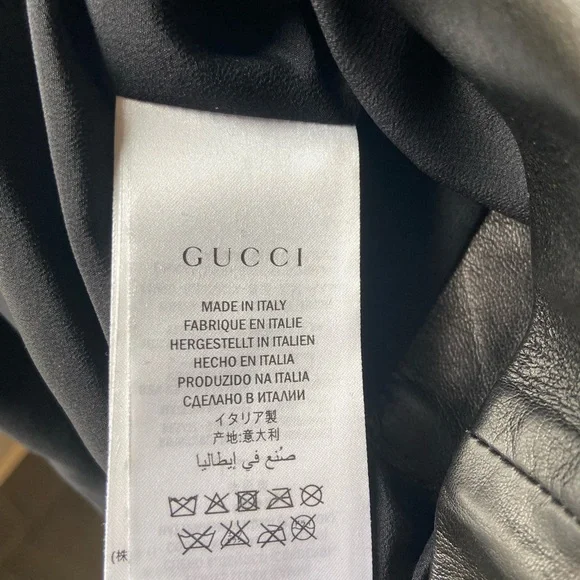 GUCCI
MADE IN ITALY
FABRIQUE EN ITALIE
HERGESTELLT IN ITALIEN
HECHO EN ITALIA
PRODUZIDO NA ITALIA
СДЕЛАНО В ИТАЛИИ
イタリア製
产地:意大利
صنع في إيطاليا
(株